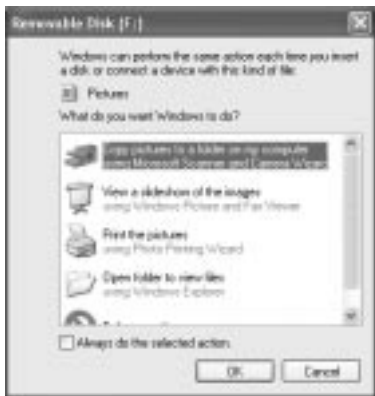 Removable Disk (F:)
Windows can perform the same action each time you insert
a disk or connect a device with this kind of file:
Pictures
What do you want Windows to do?
Copy pictures to a folder on my computer
using Microsoft Scanner and Camera Wizard
View a slideshow of the images
using Windows Picture and Fax Viewer
Print the pictures
using Photo Printing Wizard
Open folder to view files
using Windows Explorer
Always do the selected action.
OK
Cancel